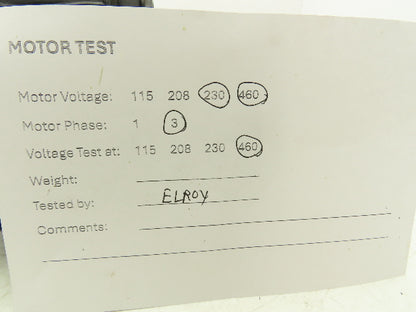 MOTOR TEST
Motor Voltage: 115 208 230 460
Motor Phase: 1 3
Voltage Test at: 115 208 230 460
Weight:
Tested by: ELROY
Comments: